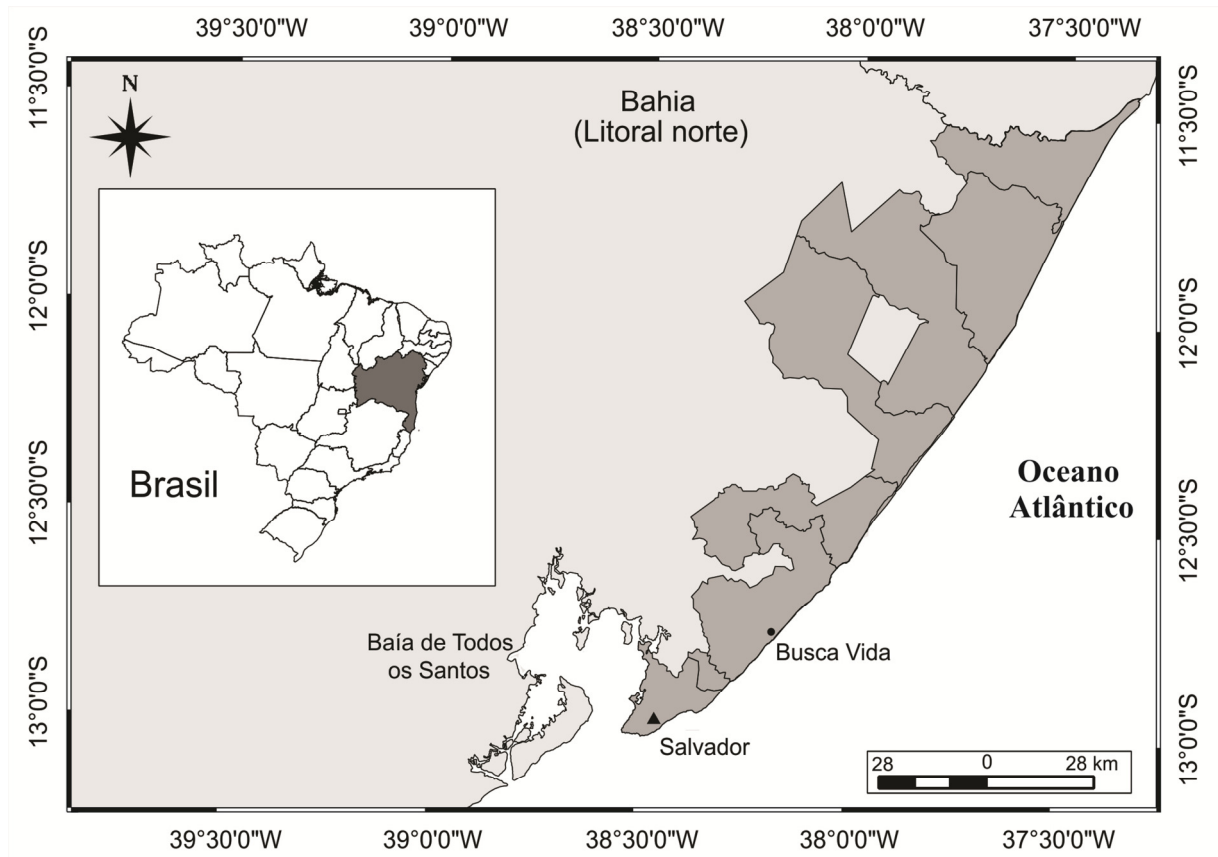 39°30'0"W 39°0'0"W 38°30'0"W 38°0'0"W 37°30'0"W
11°30'0"S
11°30'0"S
N
Bahia
(Litoral norte)
12°0'0"S
12°0'0"S
Brasil
12°30'0"S
Oceano
Atlântico
12°30'0"S
Baía de Todos
os Santos
Busca Vida
13°0'0"S
Salvador
13°0'0"S
28 0 28 km
39°30'0"W 39°0'0"W 38°30'0"W 38°0'0"W 37°30'0"W